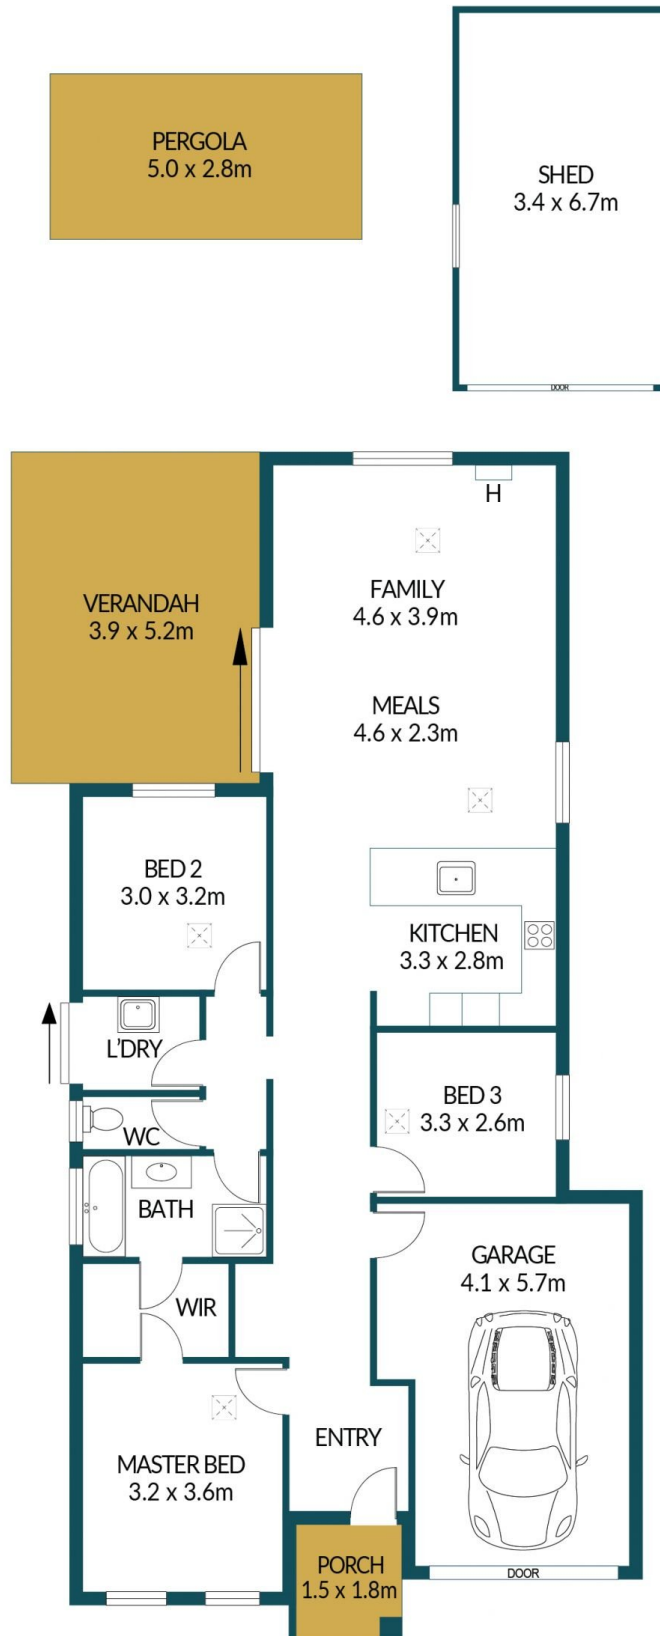 PERGOLA
5.0 x 2.8m
SHED
3.4 x 6.7m
DOOR
H
FAMILY
4.6 x 3.9m
VERANDAH
3.9 x 5.2m
MEALS
4.6 x 2.3m
BED 2
3.0 x 3.2m
KITCHEN
3.3 x 2.8m
L'DRY
BED 3
3.3 x 2.6m
WC
BATH
GARAGE
4.1 x 5.7m
WIR
ENTRY
MASTER BED
3.2 x 3.6m
PORCH
1.5 x 1.8m
DOOR